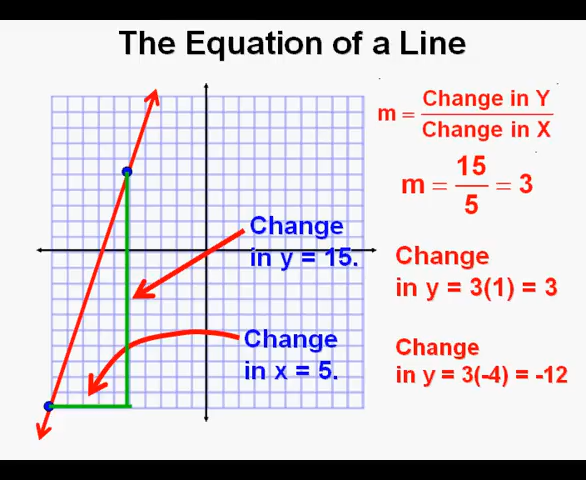 The Equation of a Line
m = Change in Y
Change in X
m = 15
5
= 3
Change
in y = 15.
Change
in y = 3(1) = 3
Change
in x = 5.
Change
in y = 3(-4) = -12